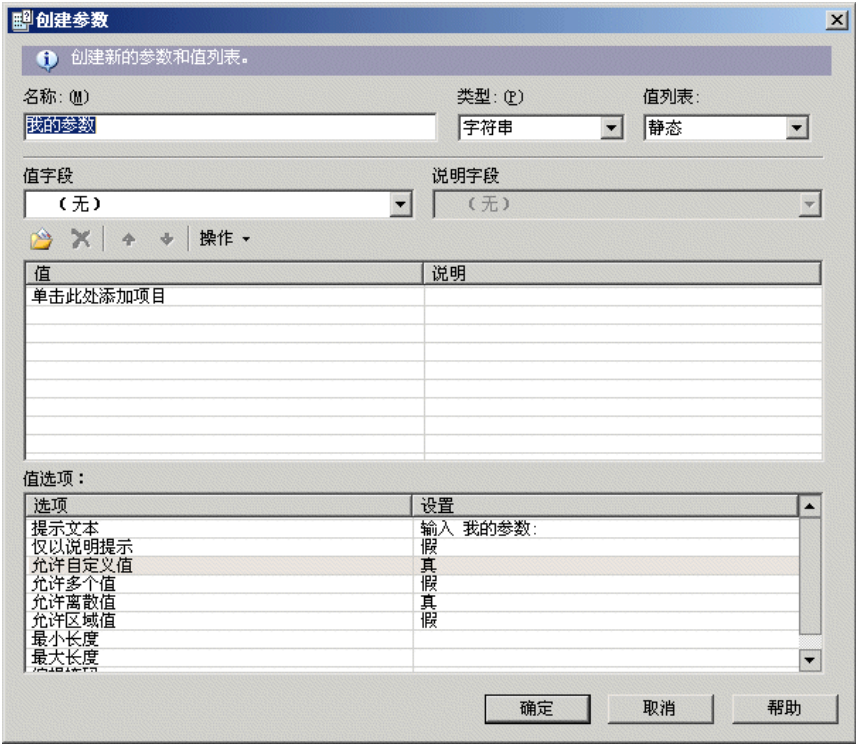 创建参数
创建新的参数和值列表。
名称: (M) 类型: (P) 值列表:
我的参数 字符串 静态
值字段 说明字段
(无) (无)
操作
值 说明
单击此处添加项目
值选项：
选项 设置
提示文本 输入 我的参数:
仅以说明提示 假
允许自定义值 真
允许多个值 假
允许离散值 真
允许区域值 假
最小长度
最大长度
确定 取消 帮助